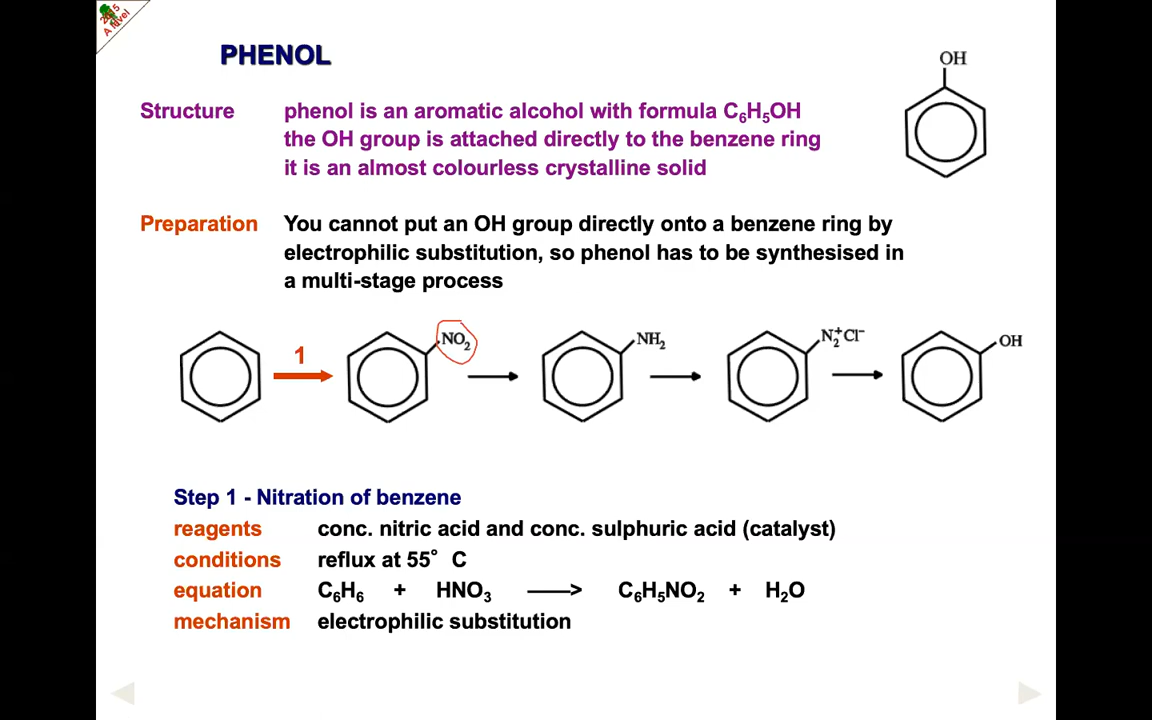 2015
A level
PHENOL
OH
Structure phenol is an aromatic alcohol with formula C₆H₅OH
the OH group is attached directly to the benzene ring
it is an almost colourless crystalline solid
Preparation You cannot put an OH group directly onto a benzene ring by
electrophilic substitution, so phenol has to be synthesised in
a multi-stage process
1 NO₂ NH₂ N₂⁺Cl⁻ OH
Step 1 - Nitration of benzene
reagents conc. nitric acid and conc. sulphuric acid (catalyst)
conditions reflux at 55° C
equation C₆H₆ + HNO₃ ——> C₆H₅NO₂ + H₂O
mechanism electrophilic substitution